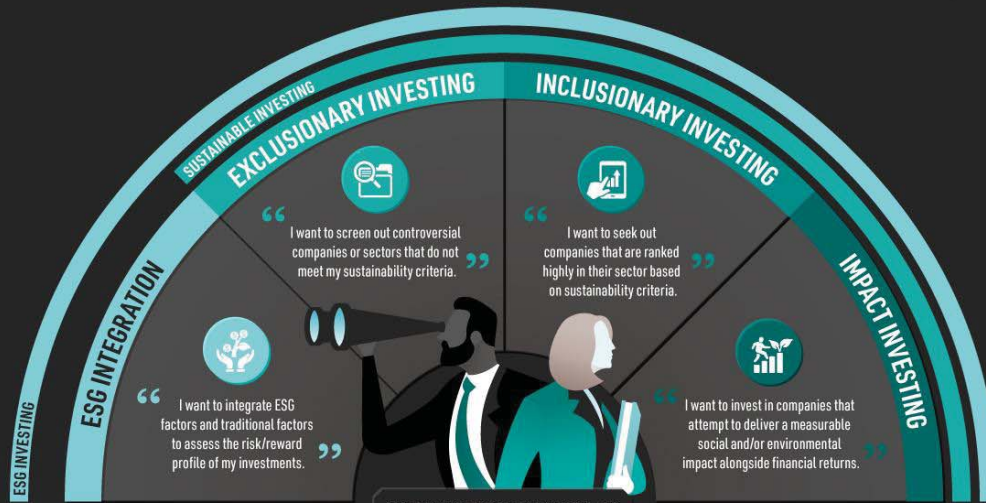 ESG INVESTING
SUSTAINABLE INVESTING
ESG INTEGRATION
“ I want to integrate ESG
factors and traditional factors
to assess the risk/reward
profile of my investments. ”
EXCLUSIONARY INVESTING
“ I want to screen out controversial
companies or sectors that do not
meet my sustainability criteria. ”
INCLUSIONARY INVESTING
“ I want to seek out
companies that are ranked
highly in their sector based
on sustainability criteria. ”
IMPACT INVESTING
“ I want to invest in companies that
attempt to deliver a measurable
social and/or environmental
impact alongside financial returns. ”